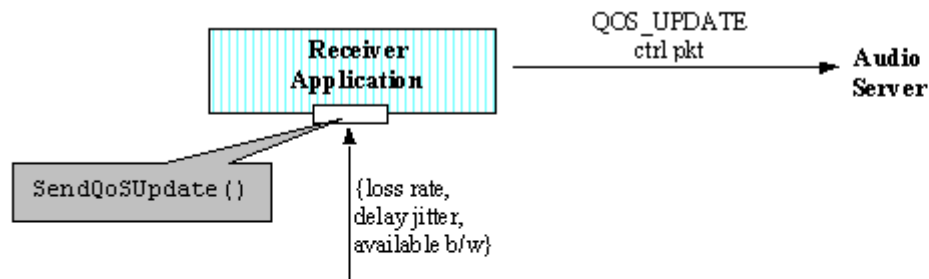 QOS_UPDATE
ctrl pkt
Receiver
Application
Audio
Server
SendQoSUpdate()
{loss rate,
delay jitter,
available b/w}